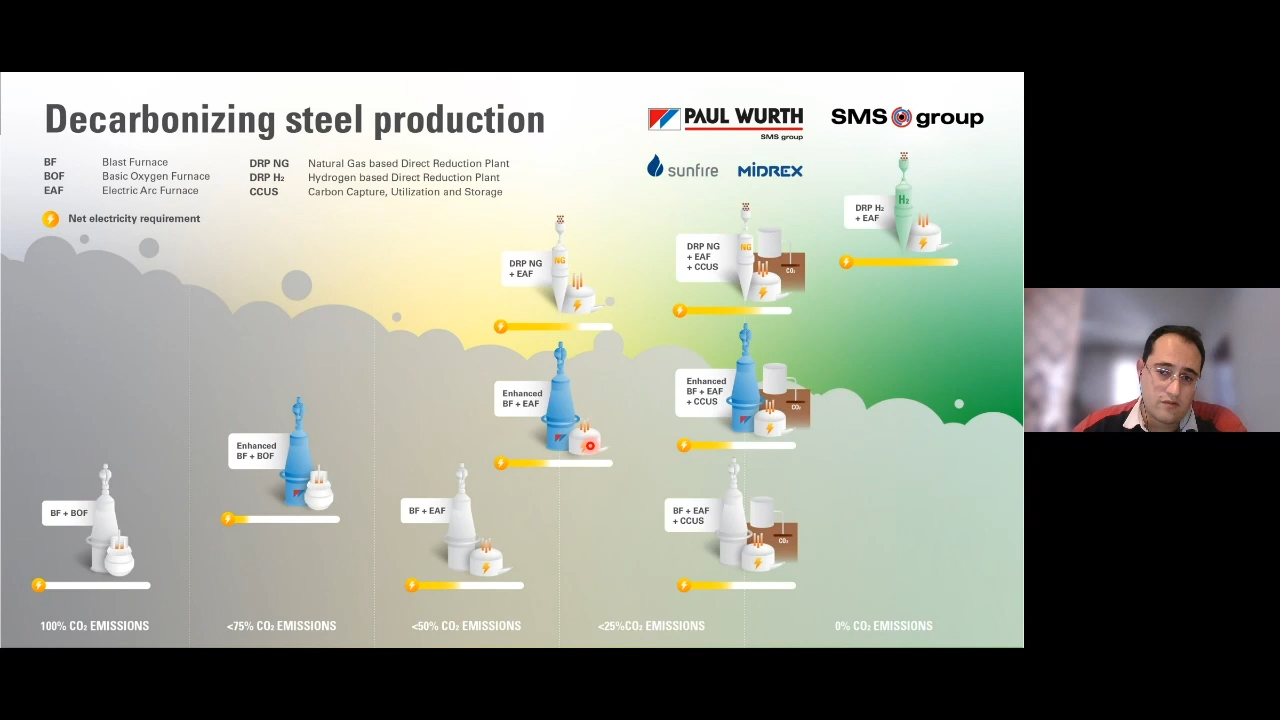 Decarbonizing steel production
PAUL WURTH
SMS group
SMS group
sunfire
MIDREX
BF Blast Furnace
BOF Basic Oxygen Furnace
EAF Electric Arc Furnace
DRP NG Natural Gas based Direct Reduction Plant
DRP H₂ Hydrogen based Direct Reduction Plant
CCUS Carbon Capture, Utilization and Storage
Net electricity requirement
DRP H₂
+ EAF
H₂
DRP NG
+ EAF
NG
DRP NG
+ EAF
+ CCUS
NG
CO₂
Enhanced
BF + EAF
Enhanced
BF + EAF
+ CCUS
CO₂
Enhanced
BF + BOF
BF + BOF
BF + EAF
BF + EAF
+ CCUS
CO₂
100% CO₂ EMISSIONS
<75% CO₂ EMISSIONS
<50% CO₂ EMISSIONS
<25%CO₂ EMISSIONS
0% CO₂ EMISSIONS